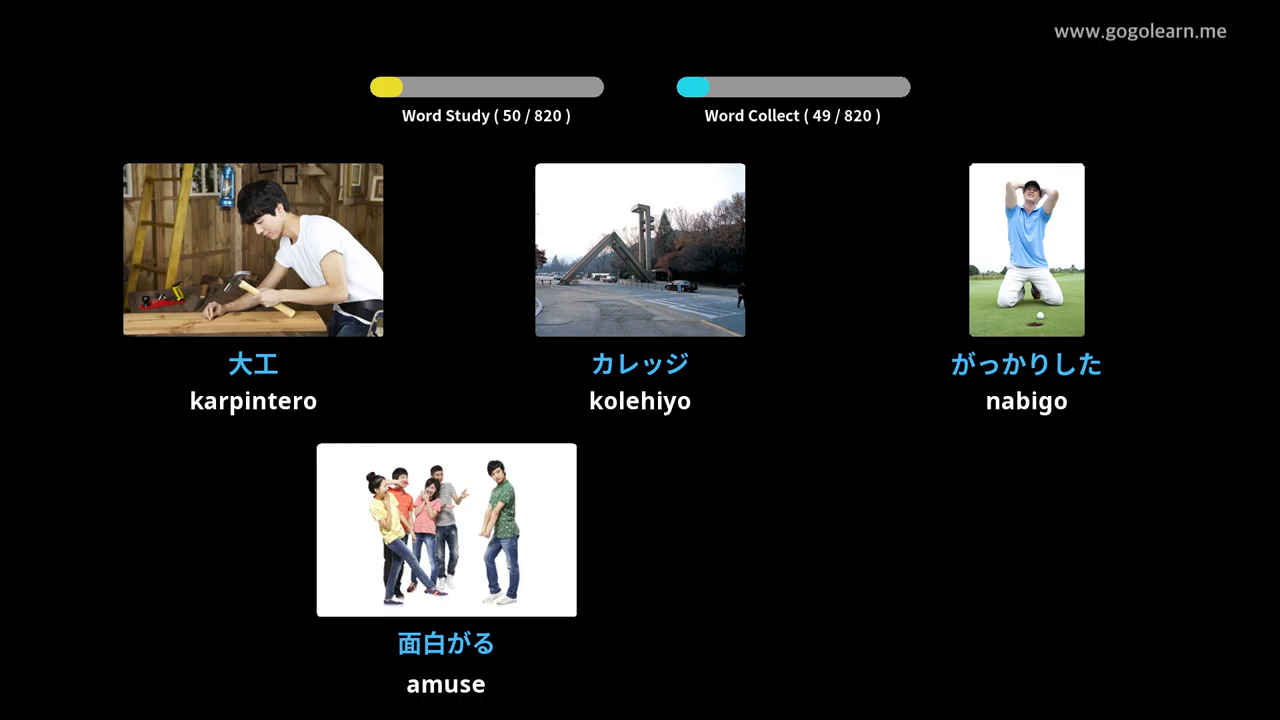 www.gogolearn.me
Word Study ( 50 / 820 )
Word Collect ( 49 / 820 )
大工
karpintero
カレッジ
kolehiyo
がっかりした
nabigo
面白がる
amuse